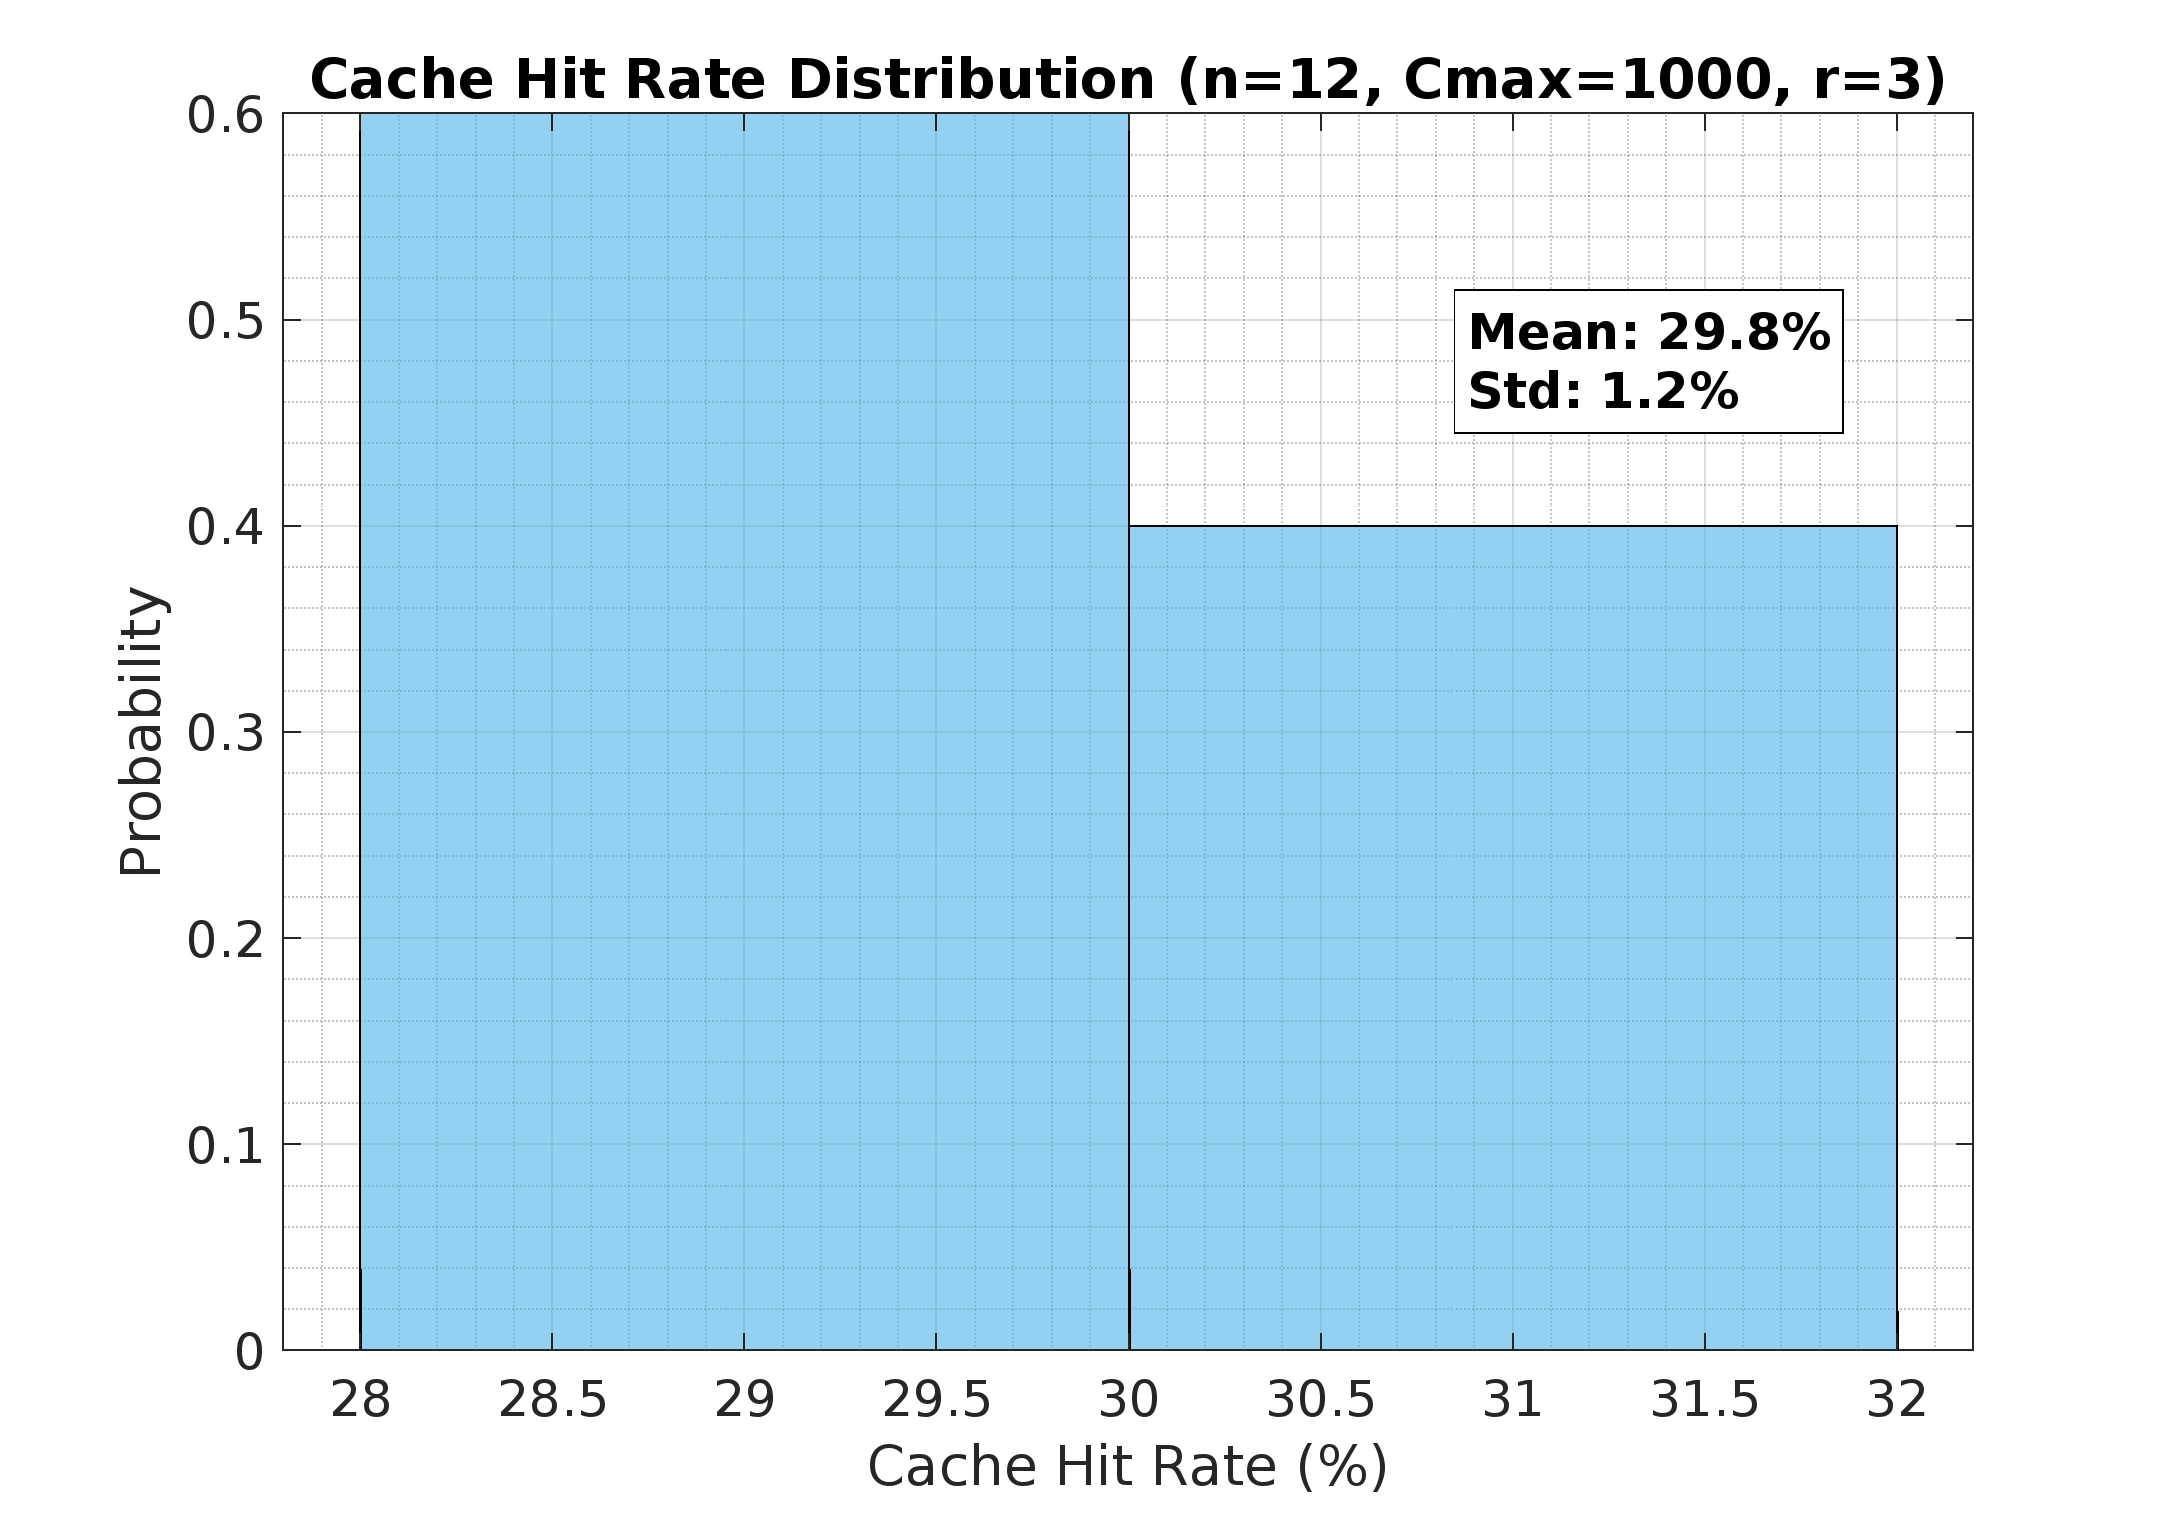 Cache Hit Rate Distribution (n=12, Cmax=1000, r=3)
0.6
0.5
0.4
0.3
0.2
0.1
0
Probability
Mean: 29.8%
Std: 1.2%
28 28.5 29 29.5 30 30.5 31 31.5 32
Cache Hit Rate (%)